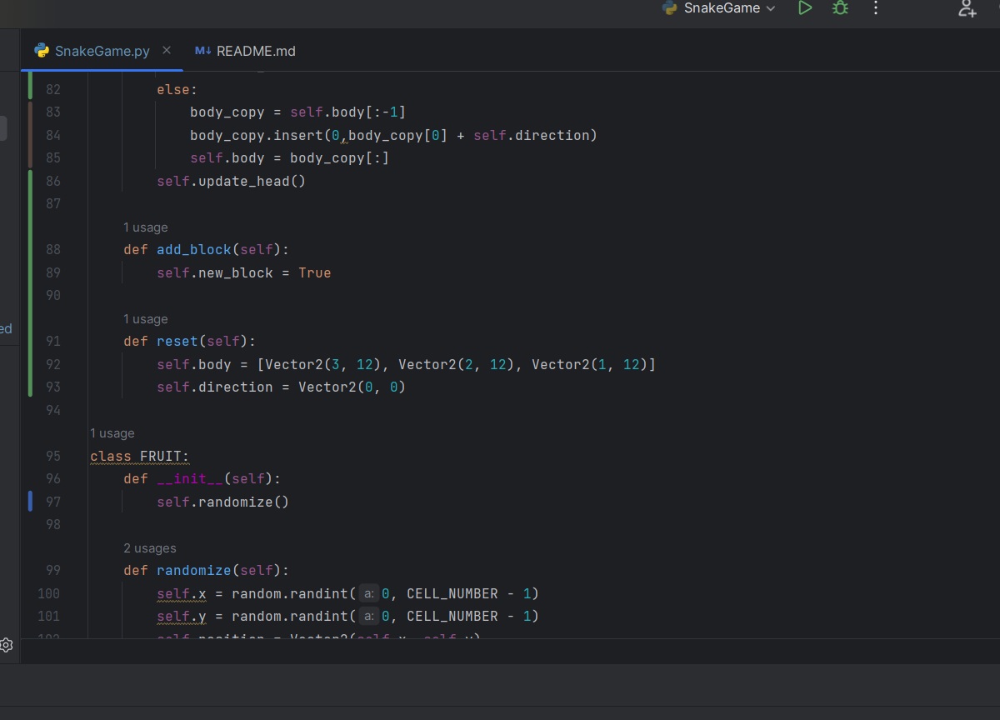 SnakeGame
SnakeGame.py
M↓ README.md
82 else:
83 body_copy = self.body[:-1]
84 body_copy.insert(0,body_copy[0] + self.direction)
85 self.body = body_copy[:]
86 self.update_head()
87
1 usage
88 def add_block(self):
89 self.new_block = True
90
1 usage
ed
91 def reset(self):
92 self.body = [Vector2(3, 12), Vector2(2, 12), Vector2(1, 12)]
93 self.direction = Vector2(0, 0)
94
1 usage
95 class FRUIT:
96 def __init__(self):
97 self.randomize()
98
2 usages
99 def randomize(self):
100 self.x = random.randint( a: 0, CELL_NUMBER - 1)
101 self.y = random.randint( a: 0, CELL_NUMBER - 1)
102 self.position = Vector2(self.x, self.y)